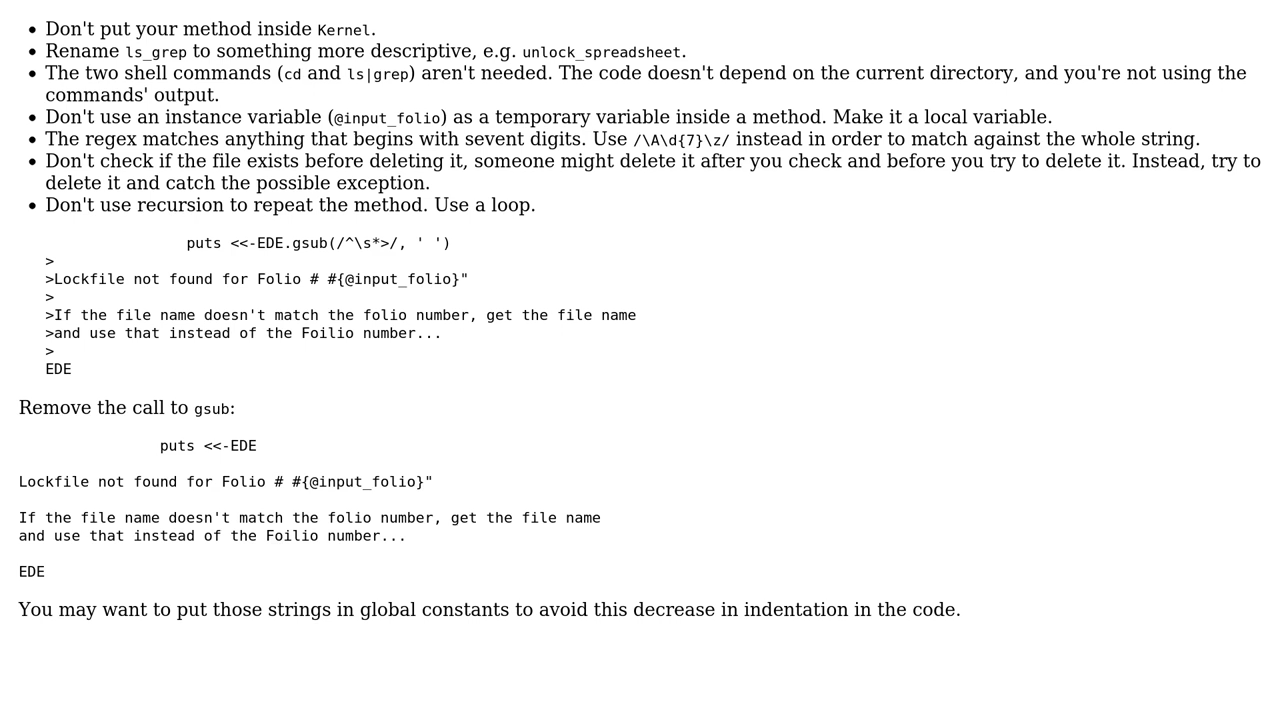 • Don't put your method inside Kernel.
• Rename ls_grep to something more descriptive, e.g. unlock_spreadsheet.
• The two shell commands (cd and ls|grep) aren't needed. The code doesn't depend on the current directory, and you're not using the
commands' output.
• Don't use an instance variable (@input_folio) as a temporary variable inside a method. Make it a local variable.
• The regex matches anything that begins with sevent digits. Use /\A\d{7}\z/ instead in order to match against the whole string.
• Don't check if the file exists before deleting it, someone might delete it after you check and before you try to delete it. Instead, try to
delete it and catch the possible exception.
• Don't use recursion to repeat the method. Use a loop.
                puts <<-EDE.gsub(/^\s*>/, ' ')
>
>Lockfile not found for Folio # #{@input_folio}"
>
>If the file name doesn't match the folio number, get the file name
>and use that instead of the Foilio number...
>
EDE
Remove the call to gsub:
                puts <<-EDE
Lockfile not found for Folio # #{@input_folio}"
If the file name doesn't match the folio number, get the file name
and use that instead of the Foilio number...
EDE
You may want to put those strings in global constants to avoid this decrease in indentation in the code.